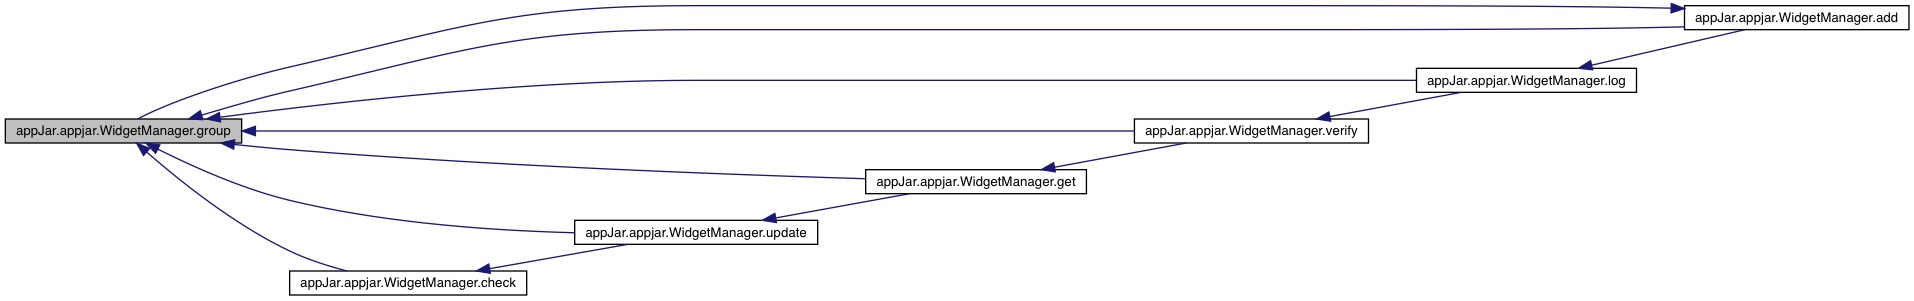 appJar.appjar.WidgetManager.add
appJar.appjar.WidgetManager.log
appJar.appjar.WidgetManager.group
appJar.appjar.WidgetManager.verify
appJar.appjar.WidgetManager.get
appJar.appjar.WidgetManager.update
appJar.appjar.WidgetManager.check